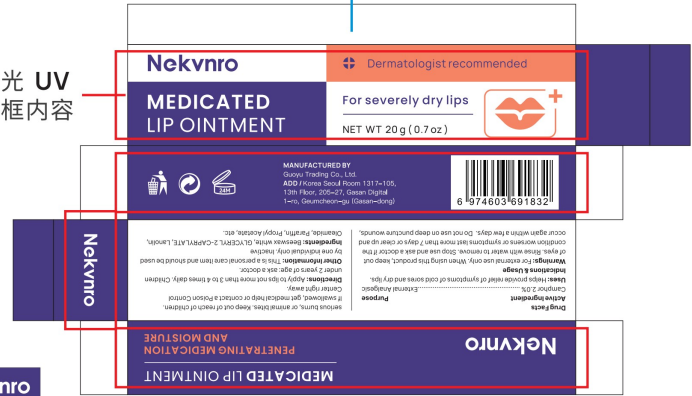 光 UV
框内容
Nekvnro
Dermatologist recommended
MEDICATED
LIP OINTMENT
For severely dry lips
NET WT 20 g ( 0.7 oz )
MANUFACTURED BY
Guoyu Trading Co., Ltd.
ADD / Korea Seoul Room 1317-105,
13th Floor, 205-27, Gasan Digital
1-ro, Geumcheon-gu (Gasan-dong)
24M
6 974603 691832
Nekvnro
Drug Facts
Active Ingredient Purpose
Camphor 2.0%......External Analgesic
Uses: Helps provide relief of symptoms of cold sores and dry lips.
Indications & Usage
Warnings: For external use only. When using this product, keep out
of eyes. Rinse with water to remove. Stop use and ask a doctor if the
condition worsens or symptoms last more than 7 days or clear up and
occur again within a few days. Do not use on deep puncture wounds,
serious burns, or animal bites. Keep out of reach of children.
If swallowed, get medical help or contact a Poison Control
Center right away.
Directions: Apply to lips not more than 3 to 4 times daily. Children
under 2 years of age: ask a doctor.
Other information: This is a personal care item and should be used
by one individual only. Inactive
Ingredients: Beeswax white, GLYCERYL 2-CAPRYLATE, Lanolin,
Paraffin, Propyl Acetate, etc.
Nekvnro
MEDICATED LIP OINTMENT
PENETRATING MEDICATION
AND MOISTURE
nro